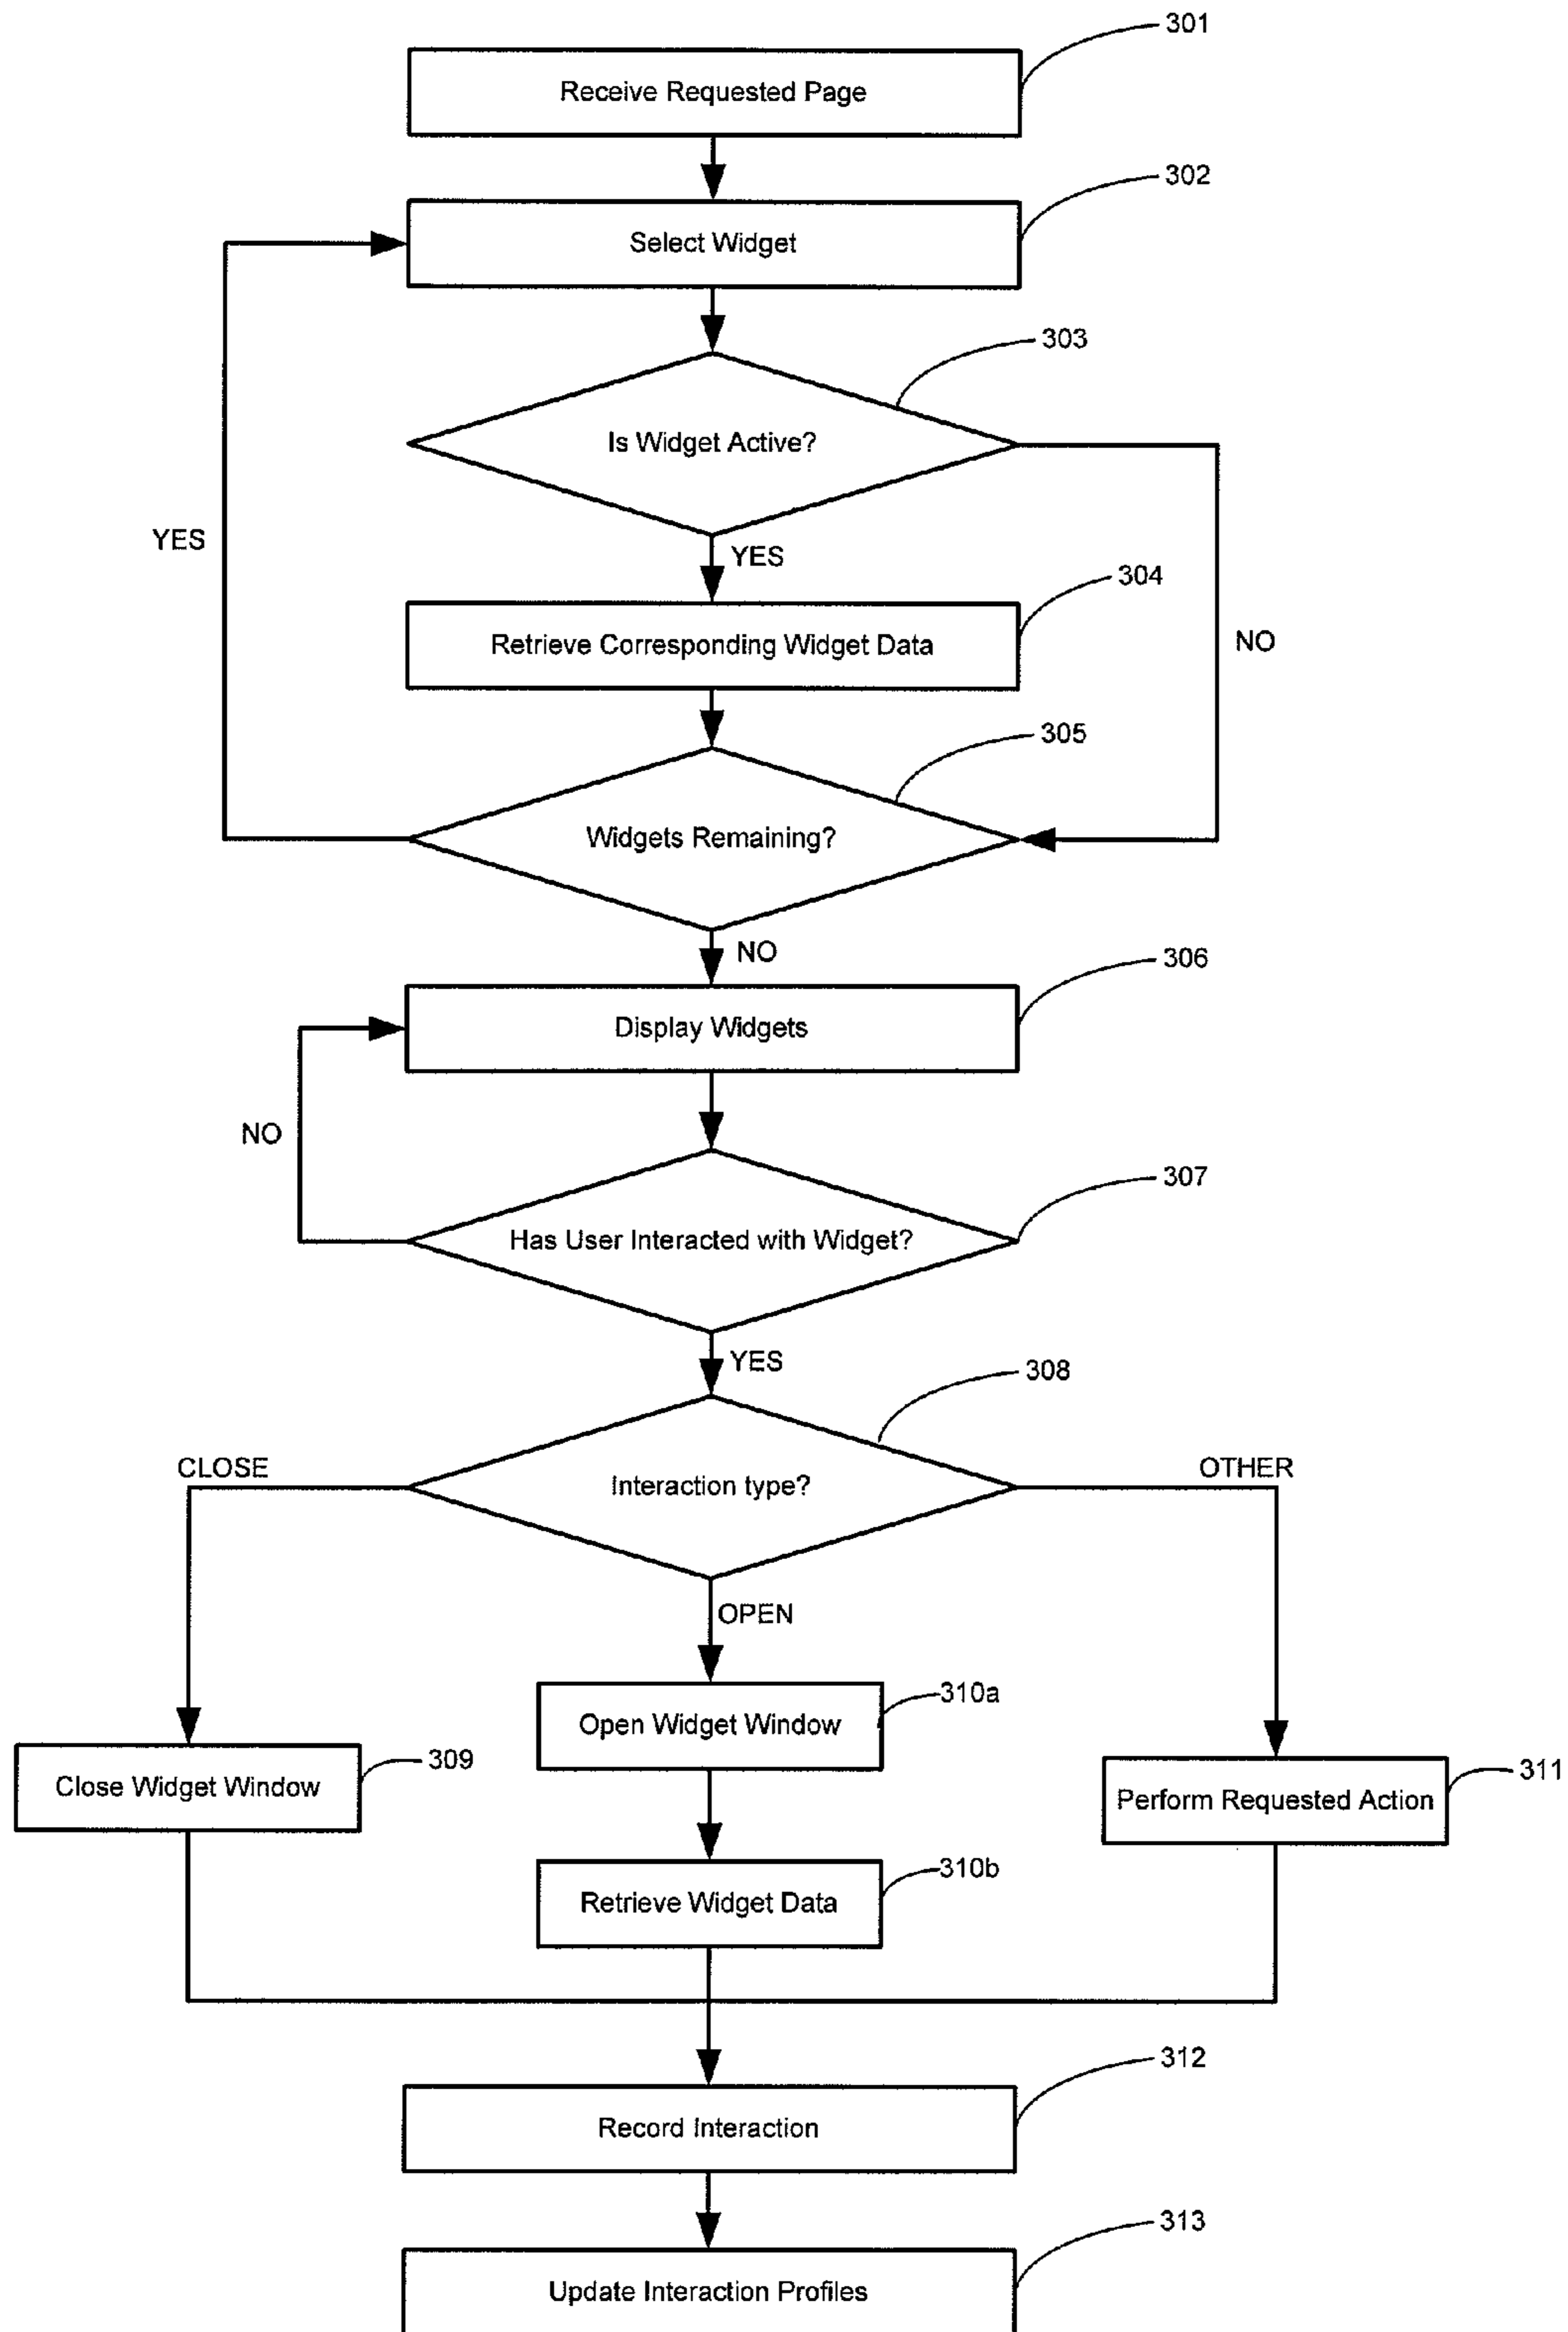 301
Receive Requested Page
302
Select Widget
303
Is Widget Active?
YES
YES
304
Retrieve Corresponding Widget Data
NO
305
Widgets Remaining?
NO
306
Display Widgets
NO
307
Has User Interacted with Widget?
YES
308
CLOSE
Interaction type?
OTHER
OPEN
310a
Open Widget Window
309
Close Widget Window
311
Perform Requested Action
310b
Retrieve Widget Data
312
Record Interaction
313
Update Interaction Profiles